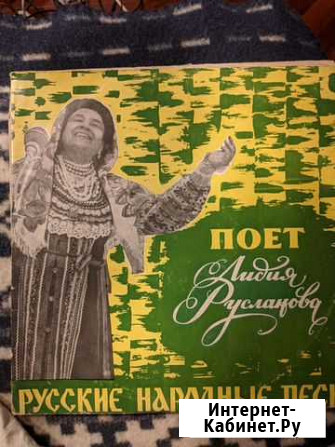 ПОЕТ
Лидия
Русланова
РУССКИЕ НАРОДНЫЕ
Интернет-
Кабинет.Ру